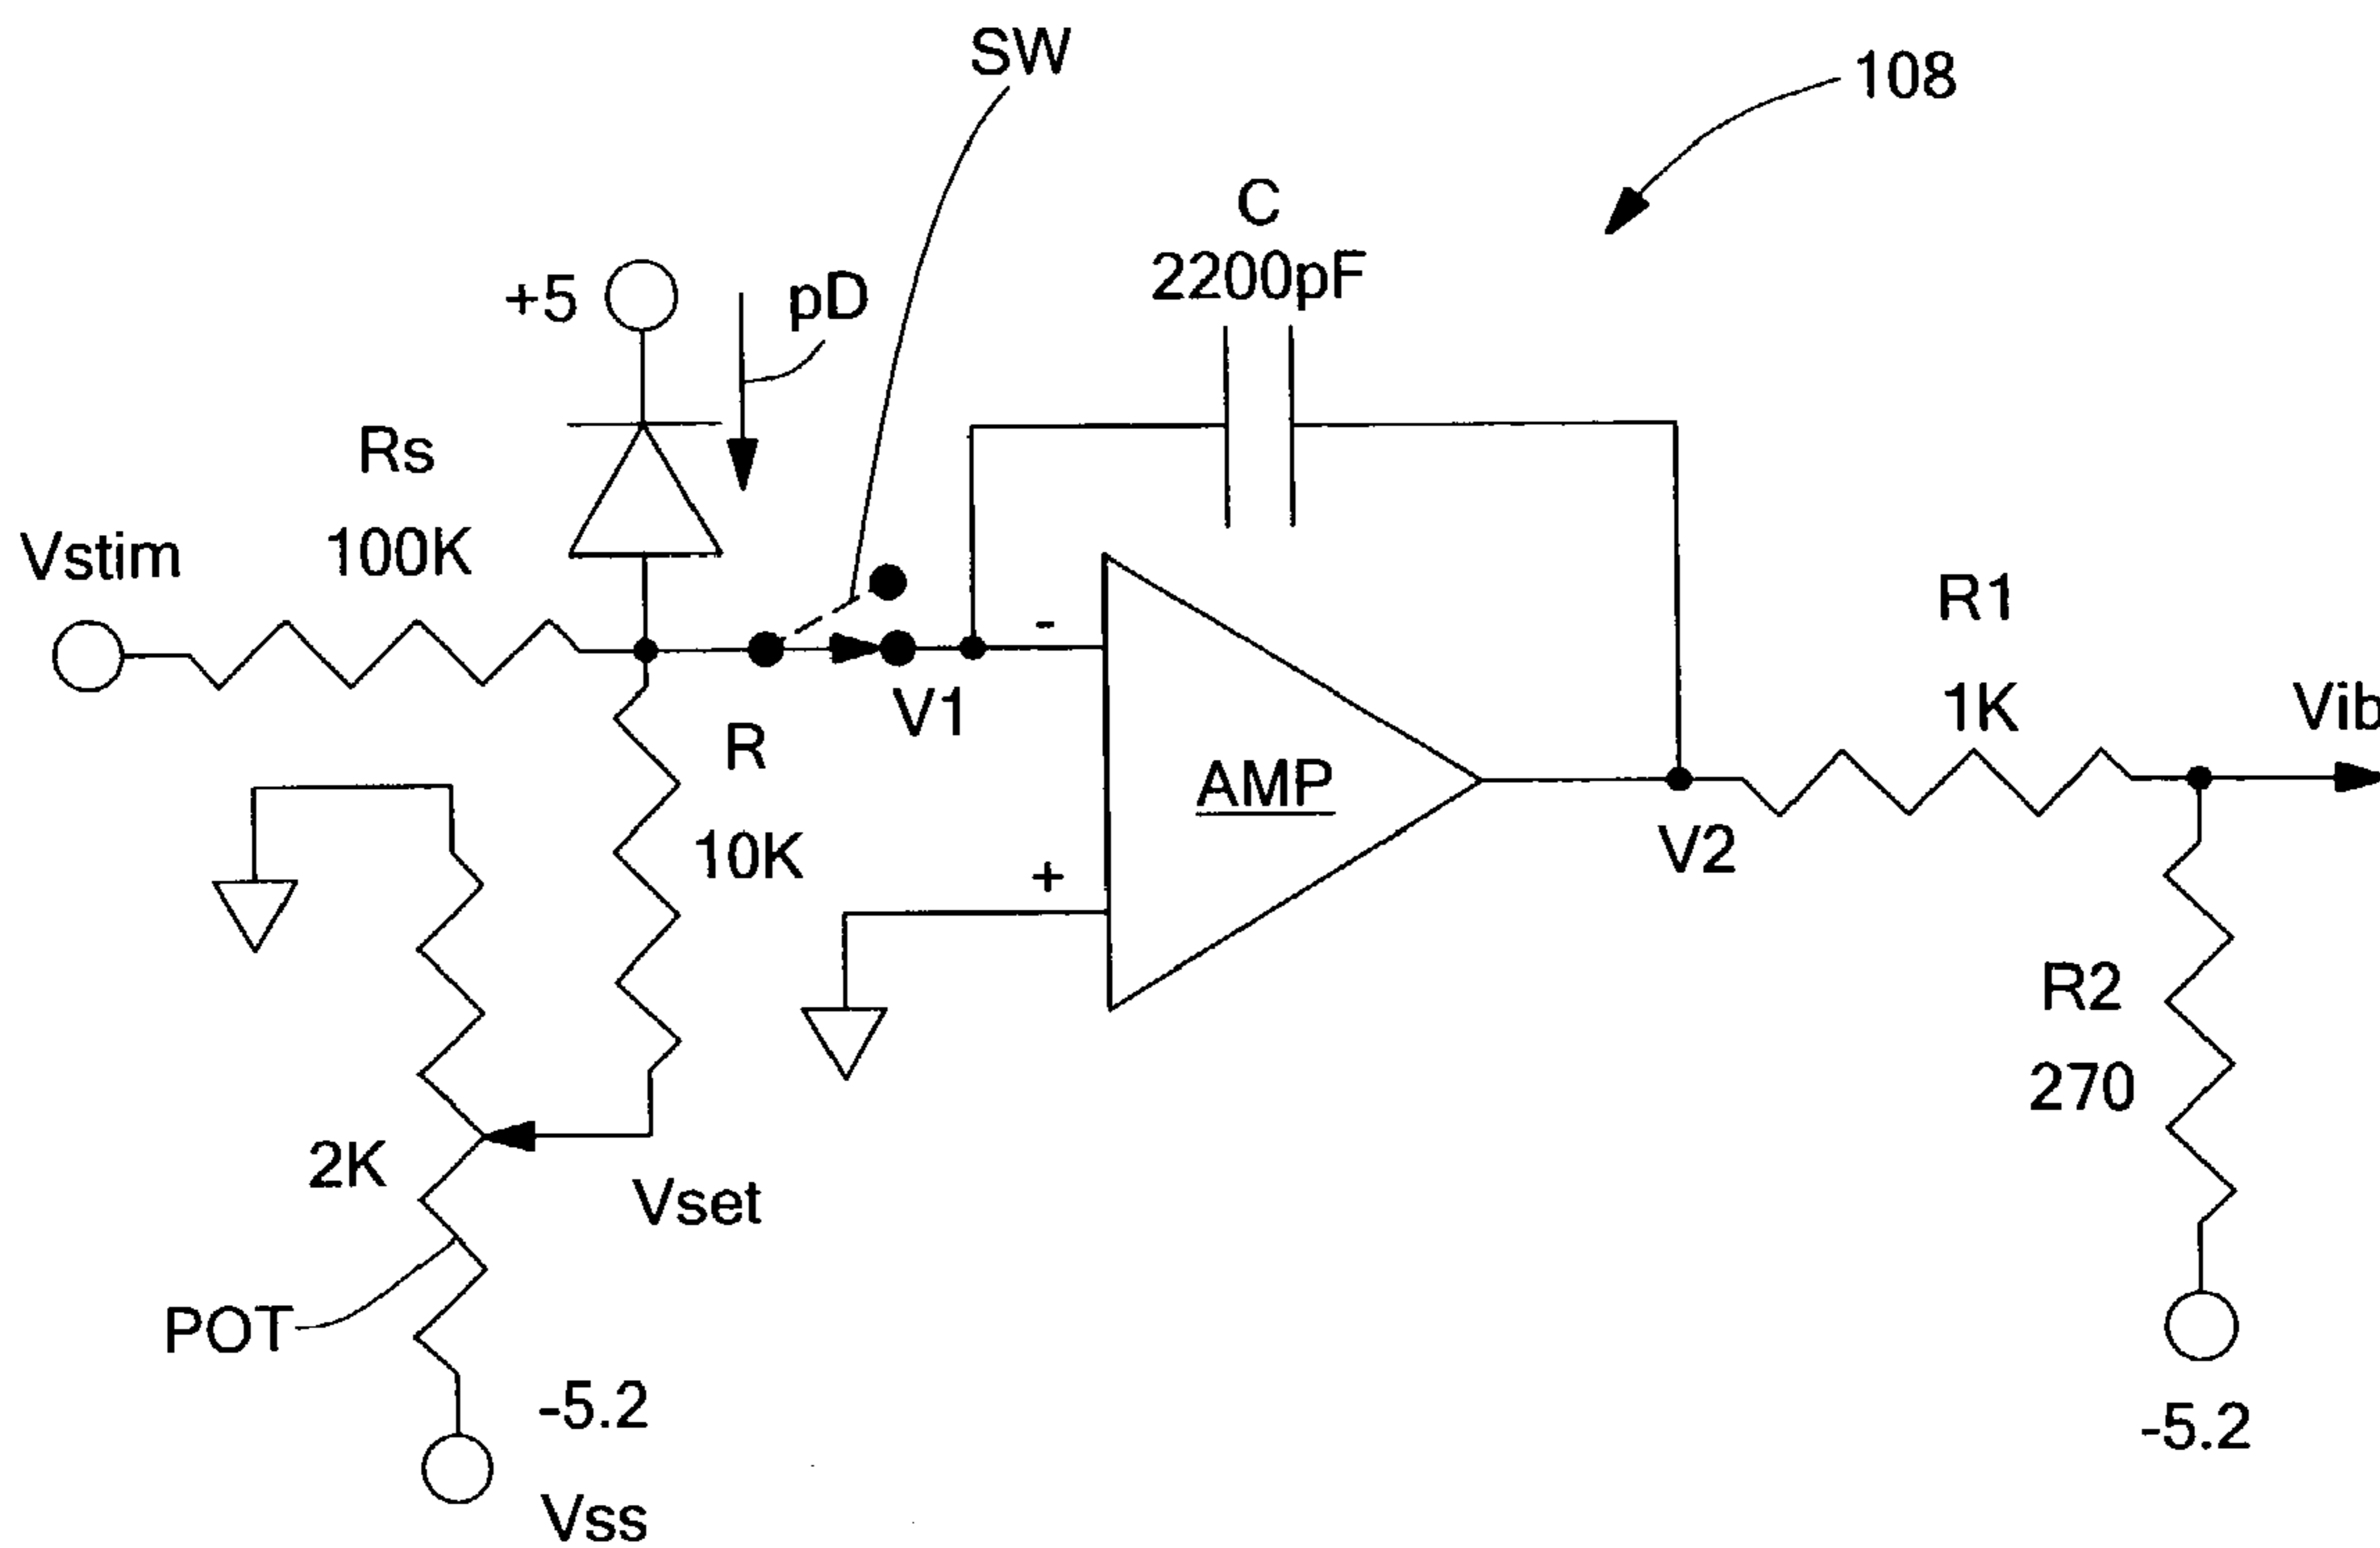 SW
108
C
2200pF
+5
pD
Rs
100K
Vstim
R1
1K
Vib
-
V1
R
10K
AMP
V2
+
R2
270
2K
Vset
POT
-5.2
Vss
-5.2